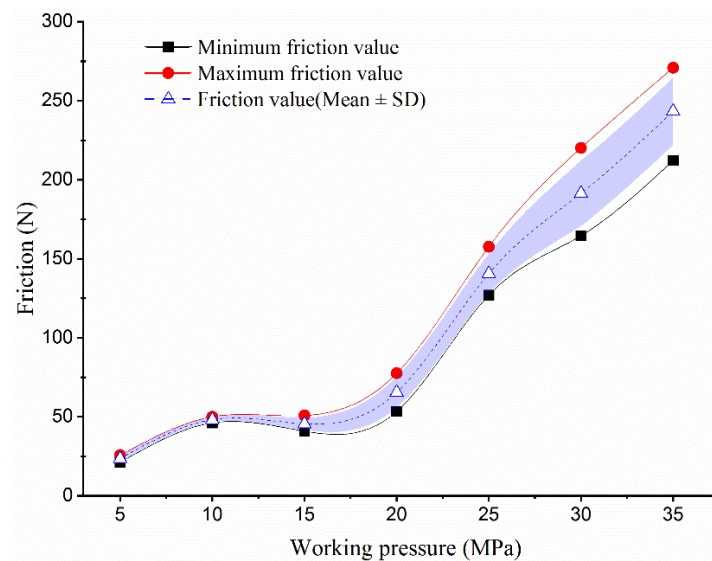 300
250
200
150
100
50
0
Friction (N)
Minimum friction value
Maximum friction value
Friction value(Mean ± SD)
5 10 15 20 25 30 35
Working pressure (MPa)